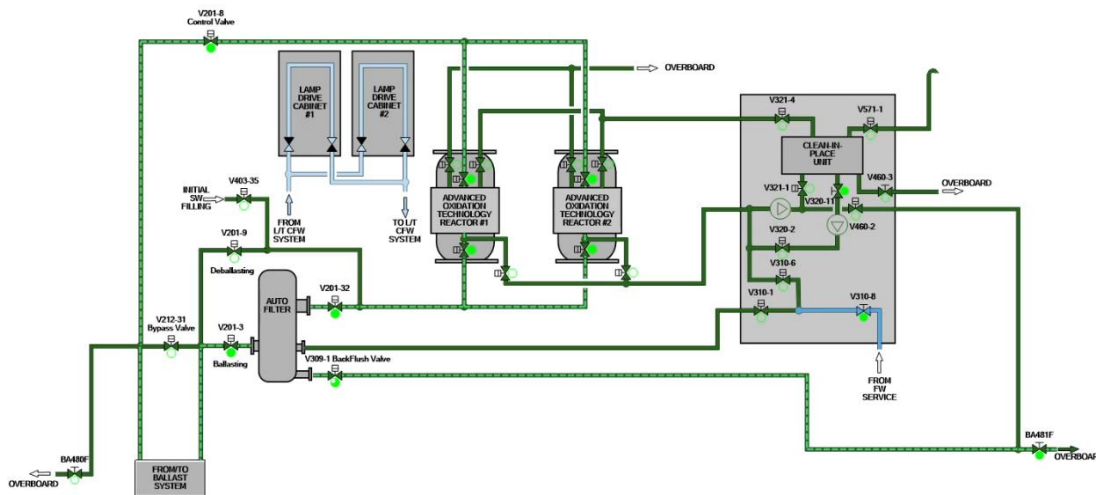 V201-8
Control Valve
LAMP
DRIVE
CABINET
#1
LAMP
DRIVE
CABINET
#2
OVERBOARD
V321-4
V571-1
CLEAN-IN-
PLACE
UNIT
V403-35
INITIAL
SW
FILLING
V460-3
V321-1
OVERBOARD
ADVANCED
OXIDATION
TECHNOLOGY
REACTOR #1
ADVANCED
OXIDATION
TECHNOLOGY
REACTOR #2
V320-11
FROM
L/T CFW
SYSTEM
TO L/T
CFW
SYSTEM
V201-9
Deballasting
V320-2
V460-2
V310-6
AUTO
FILTER
V201-32
V310-1
V310-8
V212-31
Bypass Valve
V201-3
Ballasting
V309-1 BackFlush Valve
FROM
FW
SERVICE
BA480F
OVERBOARD
FROM/TO
BALLAST
SYSTEM
BA481F
OVERBOAR